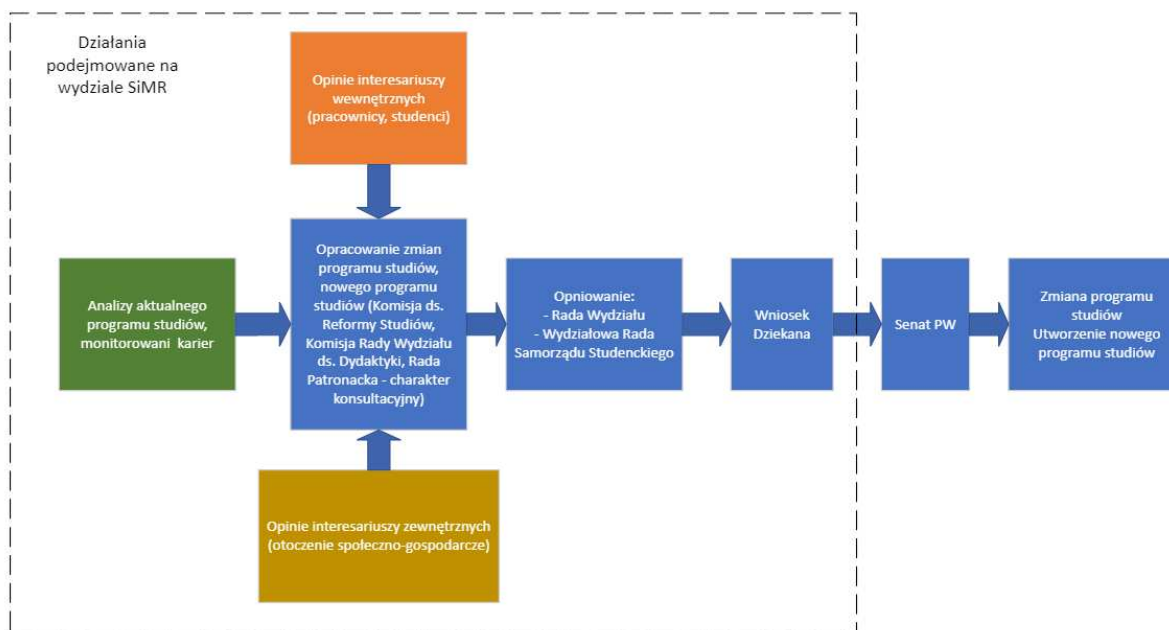 Działania
podejmowane na
wydziale SiMR
Opinie interesariuszy
wewnętrznych
(pracownicy, studenci)
Analizy aktualnego
programu studiów,
monitorowani karier
Opracowanie zmian
programu studiów,
nowego programu
studiów (Komisja ds.
Reformy Studiów,
Komisja Rady Wydziału
ds. Dydaktyki, Rada
Patronacka - charakter
konsultacyjny)
Opniowanie:
- Rada Wydziału
- Wydziałowa Rada
Samorządu Studenckiego
Wniosek
Dziekana
Senat PW
Zmiana programu
studiów
Utworzenie nowego
programu studiów
Opinie interesariuszy zewnętrznych
(otoczenie społeczno-gospodarcze)